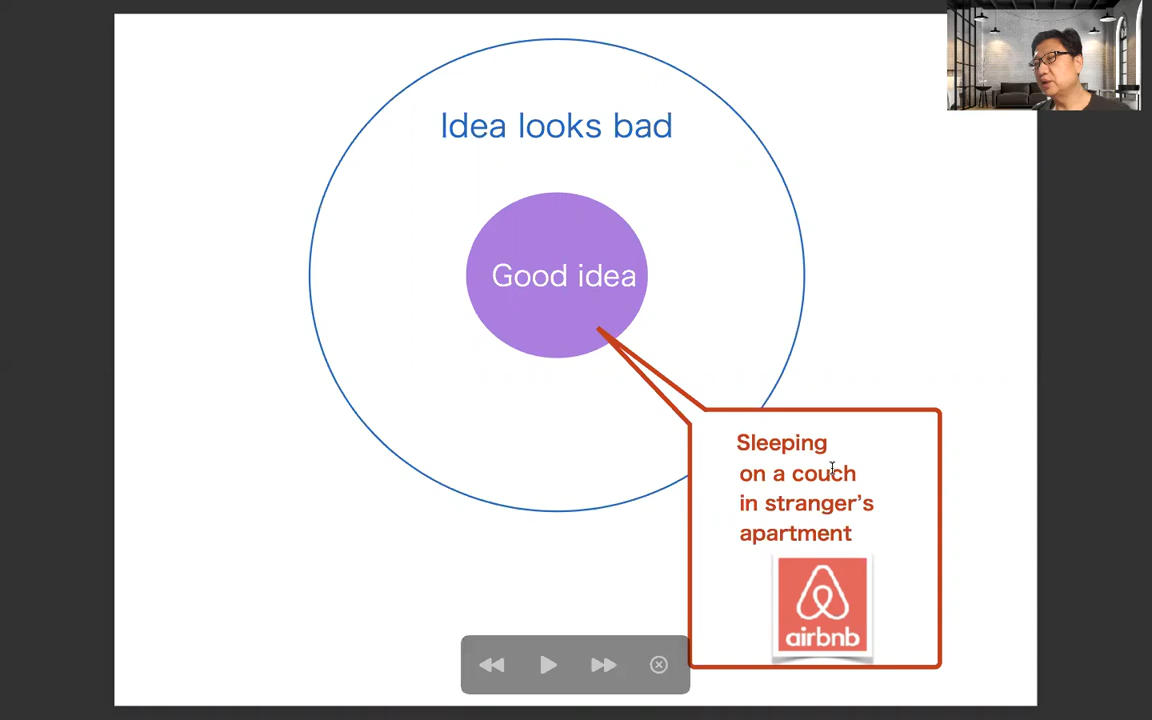 Idea looks bad
Good idea
Sleeping
on a couch
in stranger's
apartment
airbnb